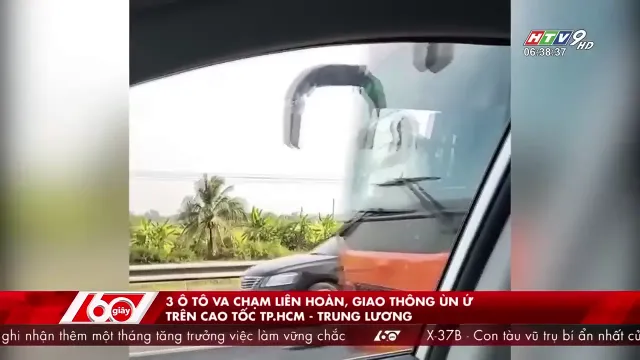 HTV9 HD
06:38:37
60 giây
3 Ô TÔ VA CHẠM LIÊN HOÀN, GIAO THÔNG ÙN Ứ
TRÊN CAO TỐC TP.HCM - TRUNG LƯƠNG
ghi nhận thêm một tháng tăng trưởng việc làm vững chắc 60 X-37B - Con tàu vũ trụ bí ẩn nhất củ